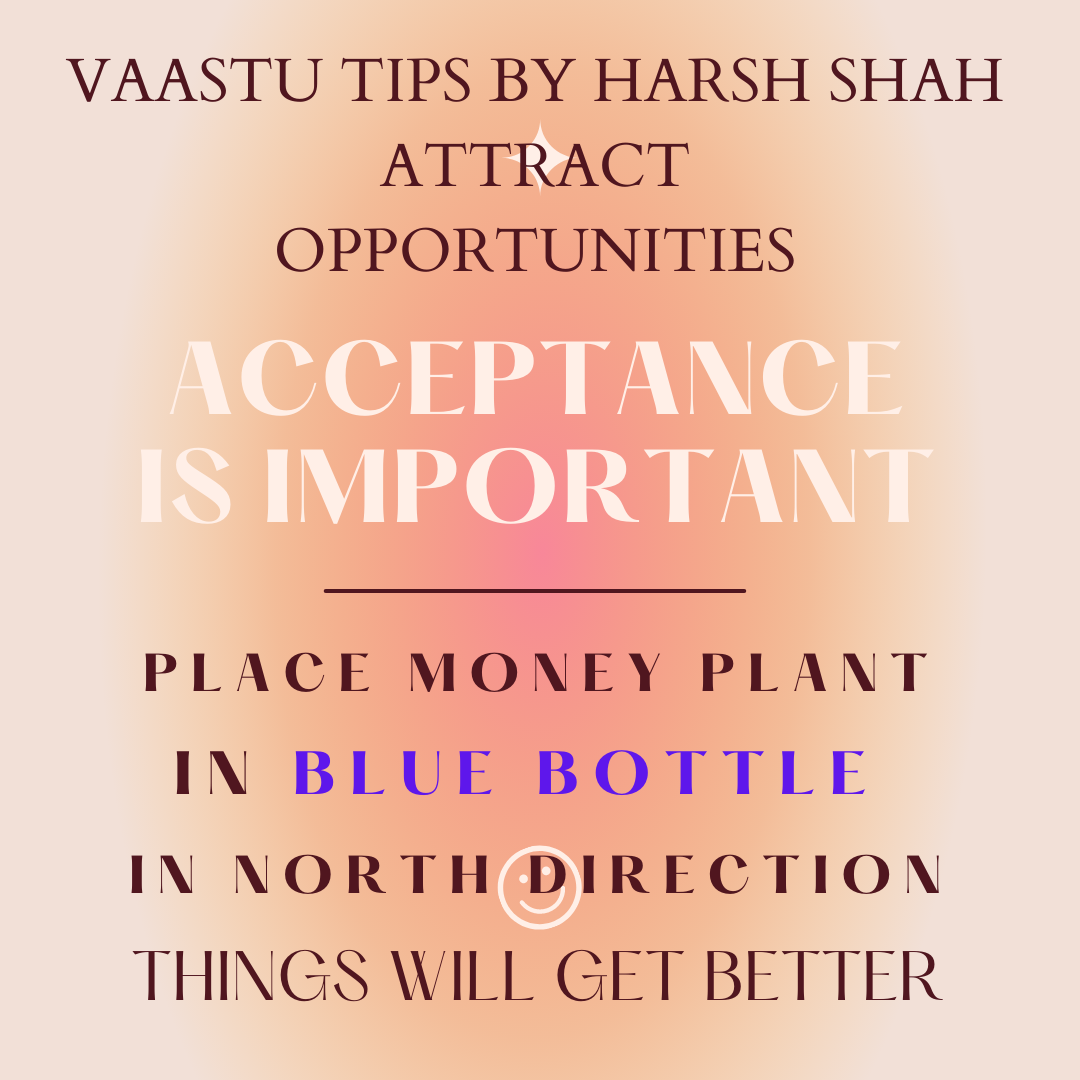 VAASTU TIPS BY HARSH SHAH
ATTRACT
OPPORTUNITIES
ACCEPTANCE
IS IMPORTANT
PLACE MONEY PLANT
IN BLUE BOTTLE
IN NORTH DIRECTION
THINGS WILL GET BETTER